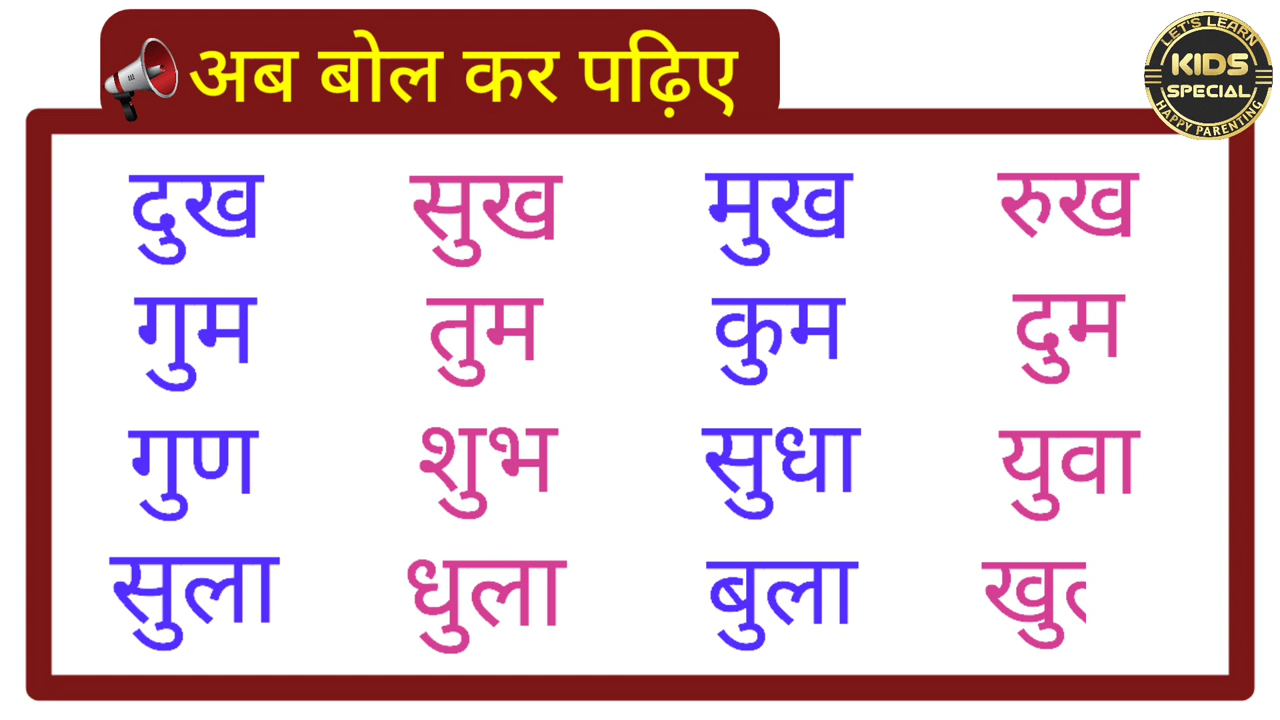 अब बोल कर पढ़िए
LET'S LEARN
KIDS
SPECIAL
HAPPY PARENTING
दुख सुख मुख रुख
गुम तुम कुम दुम
गुण शुभ सुधा युवा
सुला धुला बुला